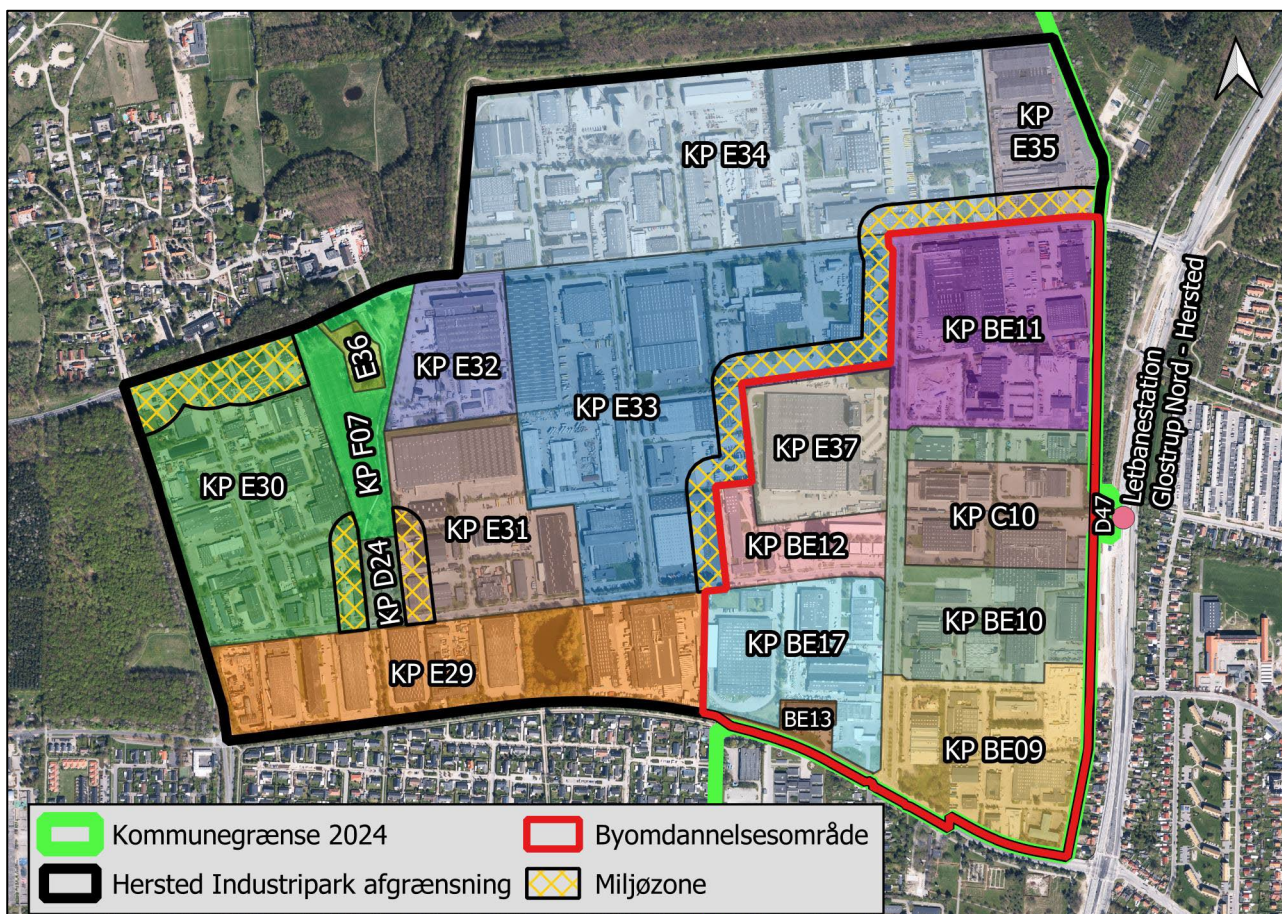 KP
E35
KP E34
KP BE11
E36
KP E32
KP E33
KP F07
KP E37
KP E30
KP E31
KP C10
D47
Letbanestation
Glostrup Nord - Hersted
KP BE12
KP D24
KP BE10
KP BE17
KP E29
BE13
KP BE09
Kommunegrænse 2024
Byomdannelsesområde
Hersted Industripark afgrænsning
Miljøzone